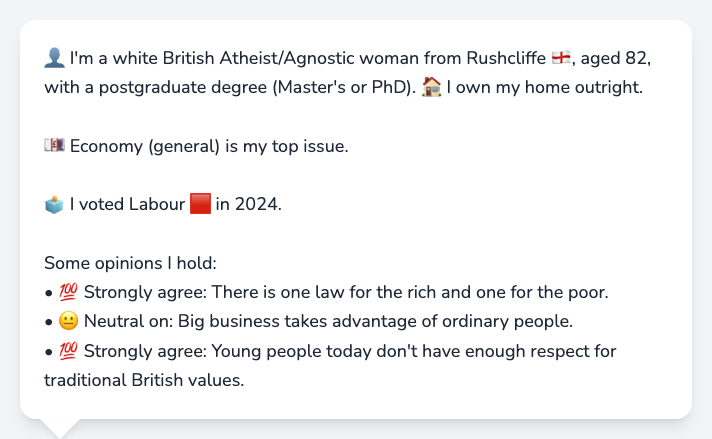 👤 I'm a white British Atheist/Agnostic woman from Rushcliffe 🏴󠁧󠁢󠁥󠁮󠁧󠁿, aged 82,
with a postgraduate degree (Master's or PhD). 🏠 I own my home outright.
💷 Economy (general) is my top issue.
🗳️ I voted Labour 🟥 in 2024.
Some opinions I hold:
• 💯 Strongly agree: There is one law for the rich and one for the poor.
• 😐 Neutral on: Big business takes advantage of ordinary people.
• 💯 Strongly agree: Young people today don't have enough respect for
traditional British values.